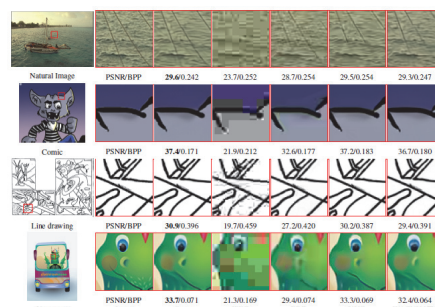 Natural Image PSNR/BPP 29.6/0.242 23.7/0.252 28.7/0.254 29.5/0.254 29.3/0.247
Comic PSNR/BPP 37.4/0.171 21.9/0.212 32.6/0.177 37.2/0.183 36.7/0.180
Line drawing PSNR/BPP 30.9/0.396 19.7/0.459 27.2/0.420 30.2/0.387 29.4/0.391
PSNR/BPP 33.7/0.071 21.3/0.169 29.4/0.074 33.3/0.069 32.4/0.064